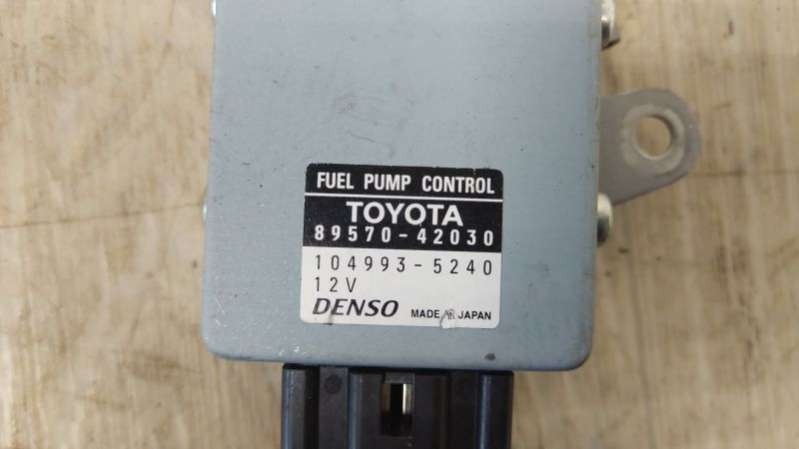 FUEL PUMP CONTROL
TOYOTA
89570-42030
104993-5240
12V
DENSO MADE IN JAPAN